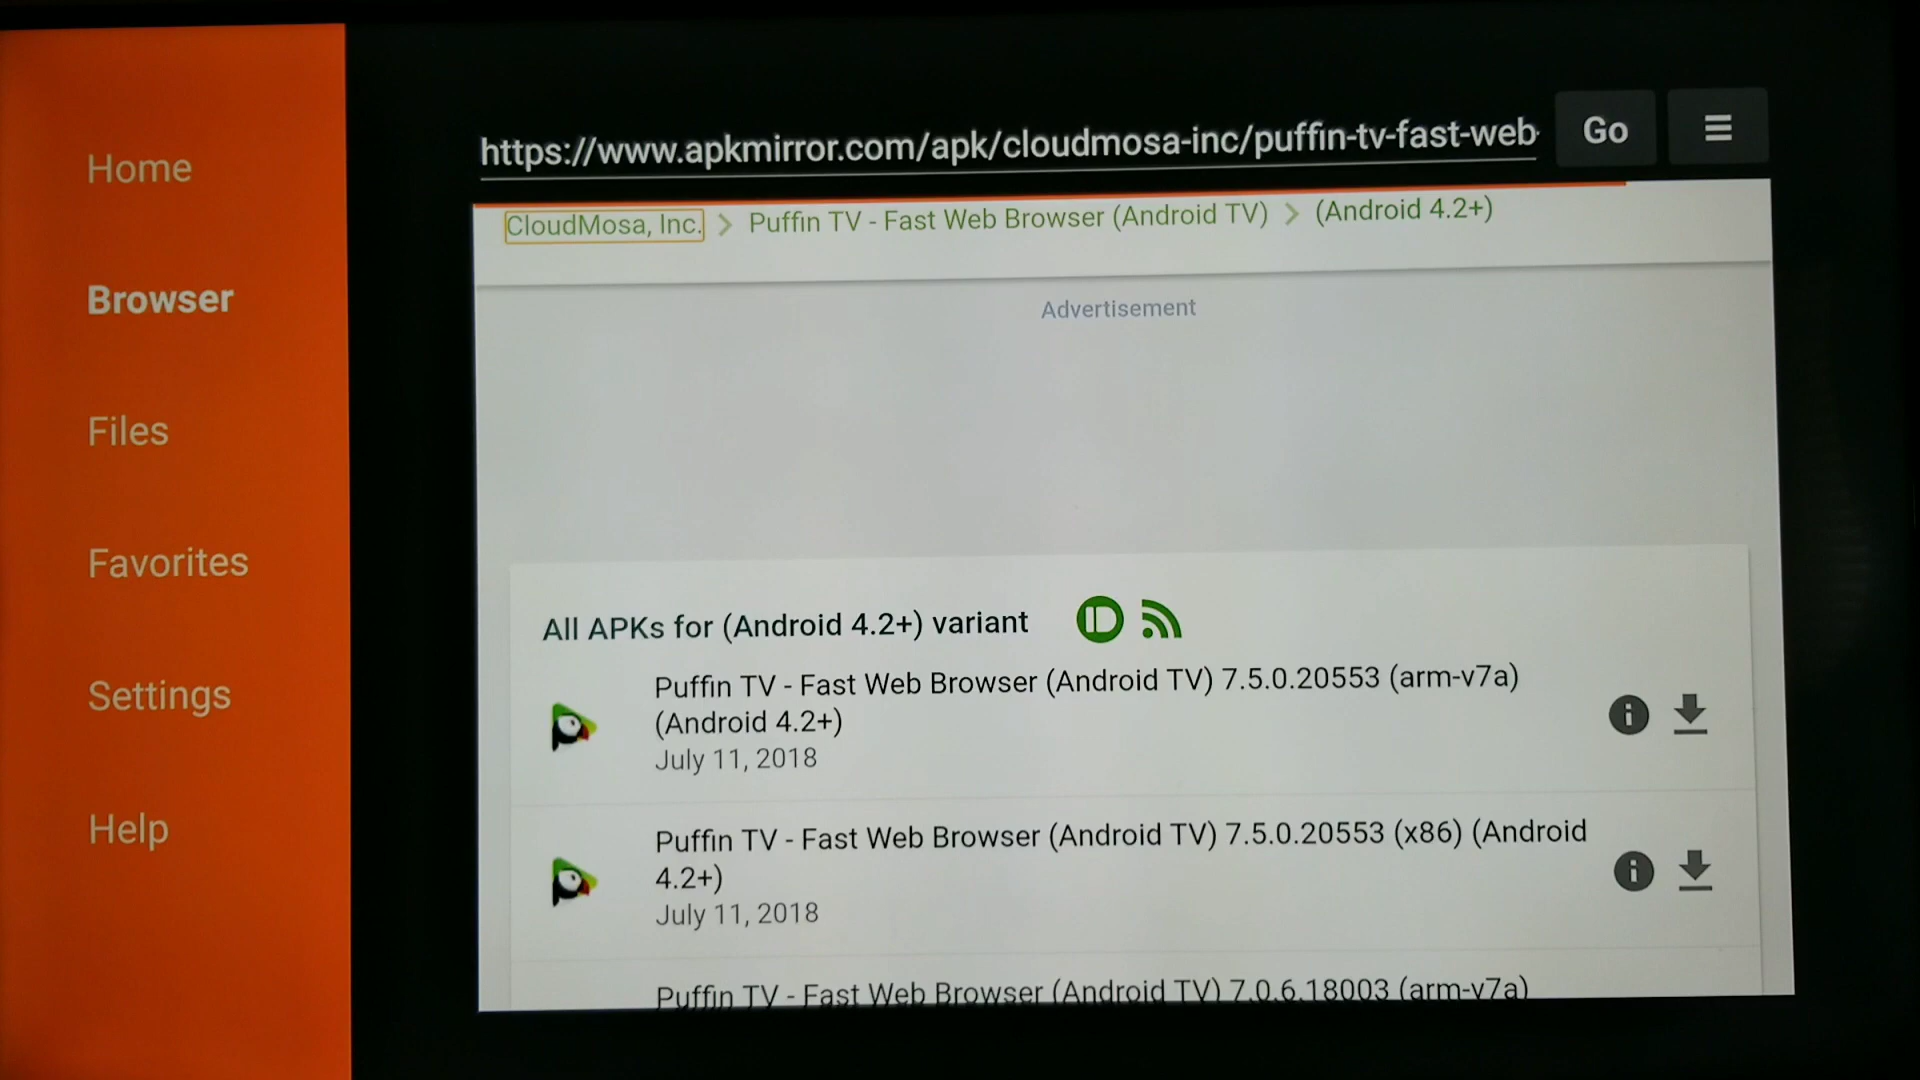 Home
Browser
Files
Favorites
Settings
Help
https://www.apkmirror.com/apk/cloudmosa-inc/puffin-tv-fast-web-
Go
CloudMosa, Inc. > Puffin TV - Fast Web Browser (Android TV) > (Android 4.2+)
Advertisement
All APKs for (Android 4.2+) variant
Puffin TV - Fast Web Browser (Android TV) 7.5.0.20553 (arm-v7a)
(Android 4.2+)
July 11, 2018
Puffin TV - Fast Web Browser (Android TV) 7.5.0.20553 (x86) (Android
4.2+)
July 11, 2018
Puffin TV - Fast Web Browser (Android TV) 7.0.6.18003 (arm-v7a)